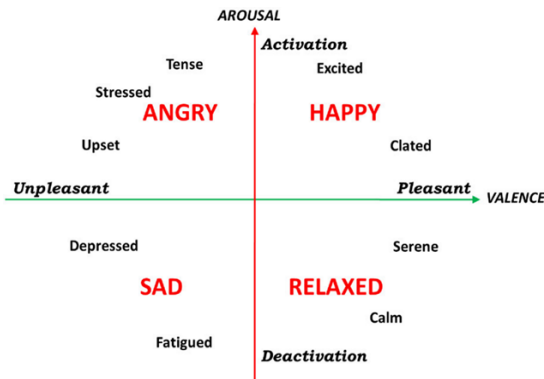 AROUSAL
Activation
Tense
Excited
Stressed
ANGRY
HAPPY
Upset
Clated
Unpleasant
Pleasant
VALENCE
Depressed
Serene
SAD
RELAXED
Calm
Fatigued
Deactivation